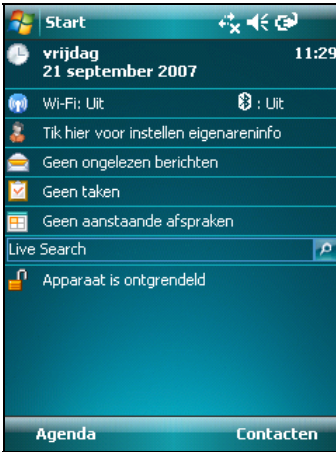 Start
vrijdag 11:29
21 september 2007
Wi-Fi: Uit : Uit
Tik hier voor instellen eigenareninfo
Geen ongelezen berichten
Geen taken
Geen aanstaande afspraken
Live Search
Apparaat is ontgrendeld
Agenda Contacten